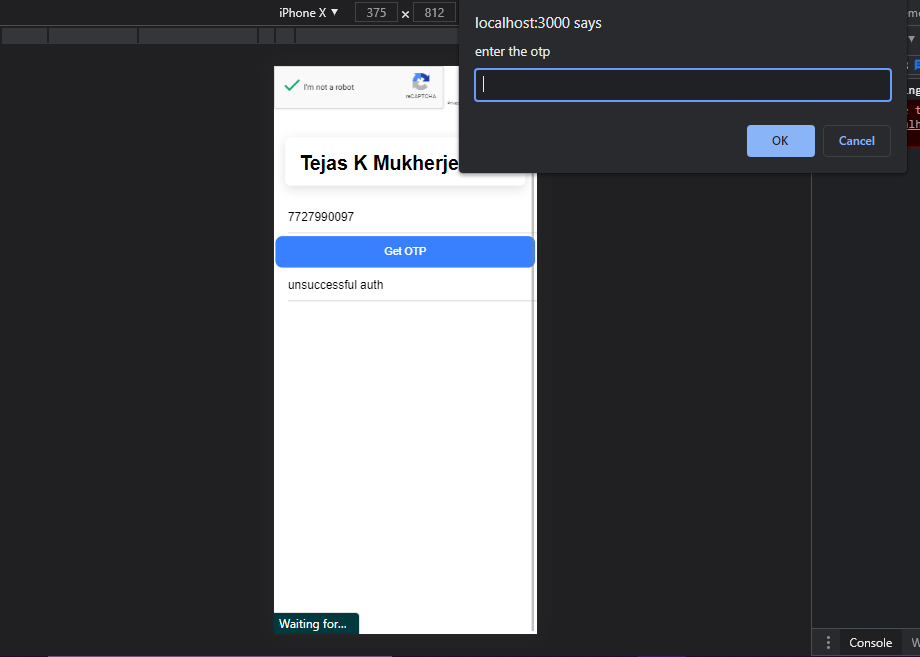 iPhone X ▼ 375 × 812
localhost:3000 says
enter the otp
OK
Cancel
I'm not a robot
reCAPTCHA
Tejas K Mukherje
7727990097
Get OTP
unsuccessful auth
Waiting for...
Console